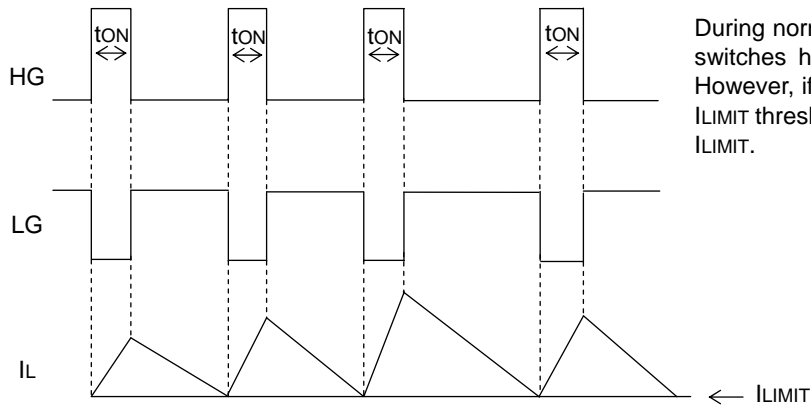 tON tON tON tON
HG
LG
IL
ILIMIT
During norm
switches h
However, if
ILIMIT thresh
ILIMIT.